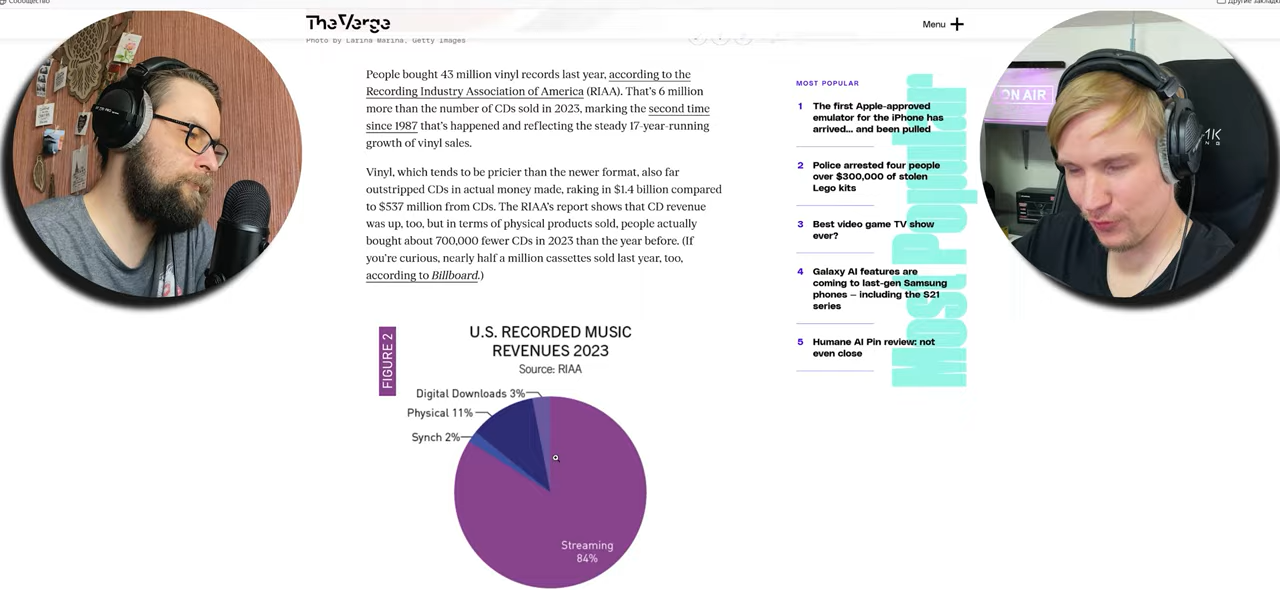 Сообщество
Другие закладки
The Verge
Menu
Photo by Larina Marina, Getty Images
People bought 43 million vinyl records last year, according to the
Recording Industry Association of America (RIAA). That's 6 million
more than the number of CDs sold in 2023, marking the second time
since 1987 that's happened and reflecting the steady 17-year-running
growth of vinyl sales.
Vinyl, which tends to be pricier than the newer format, also far
outstripped CDs in actual money made, raking in $1.4 billion compared
to $537 million from CDs. The RIAA's report shows that CD revenue
was up, too, but in terms of physical products sold, people actually
bought about 700,000 fewer CDs in 2023 than the year before. (If
you're curious, nearly half a million cassettes sold last year, too,
according to Billboard.)
FIGURE 2
U.S. RECORDED MUSIC
REVENUES 2023
Source: RIAA
Digital Downloads 3%
Physical 11%
Synch 2%
Streaming
84%
MOST POPULAR
1 The first Apple-approved
emulator for the iPhone has
arrived... and been pulled
2 Police arrested four people
over $300,000 of stolen
Lego kits
3 Best video game TV show
ever?
4 Galaxy AI features are
coming to last-gen Samsung
phones — including the S21
series
5 Humane AI Pin review: not
even close
Most Popular
ON AIR